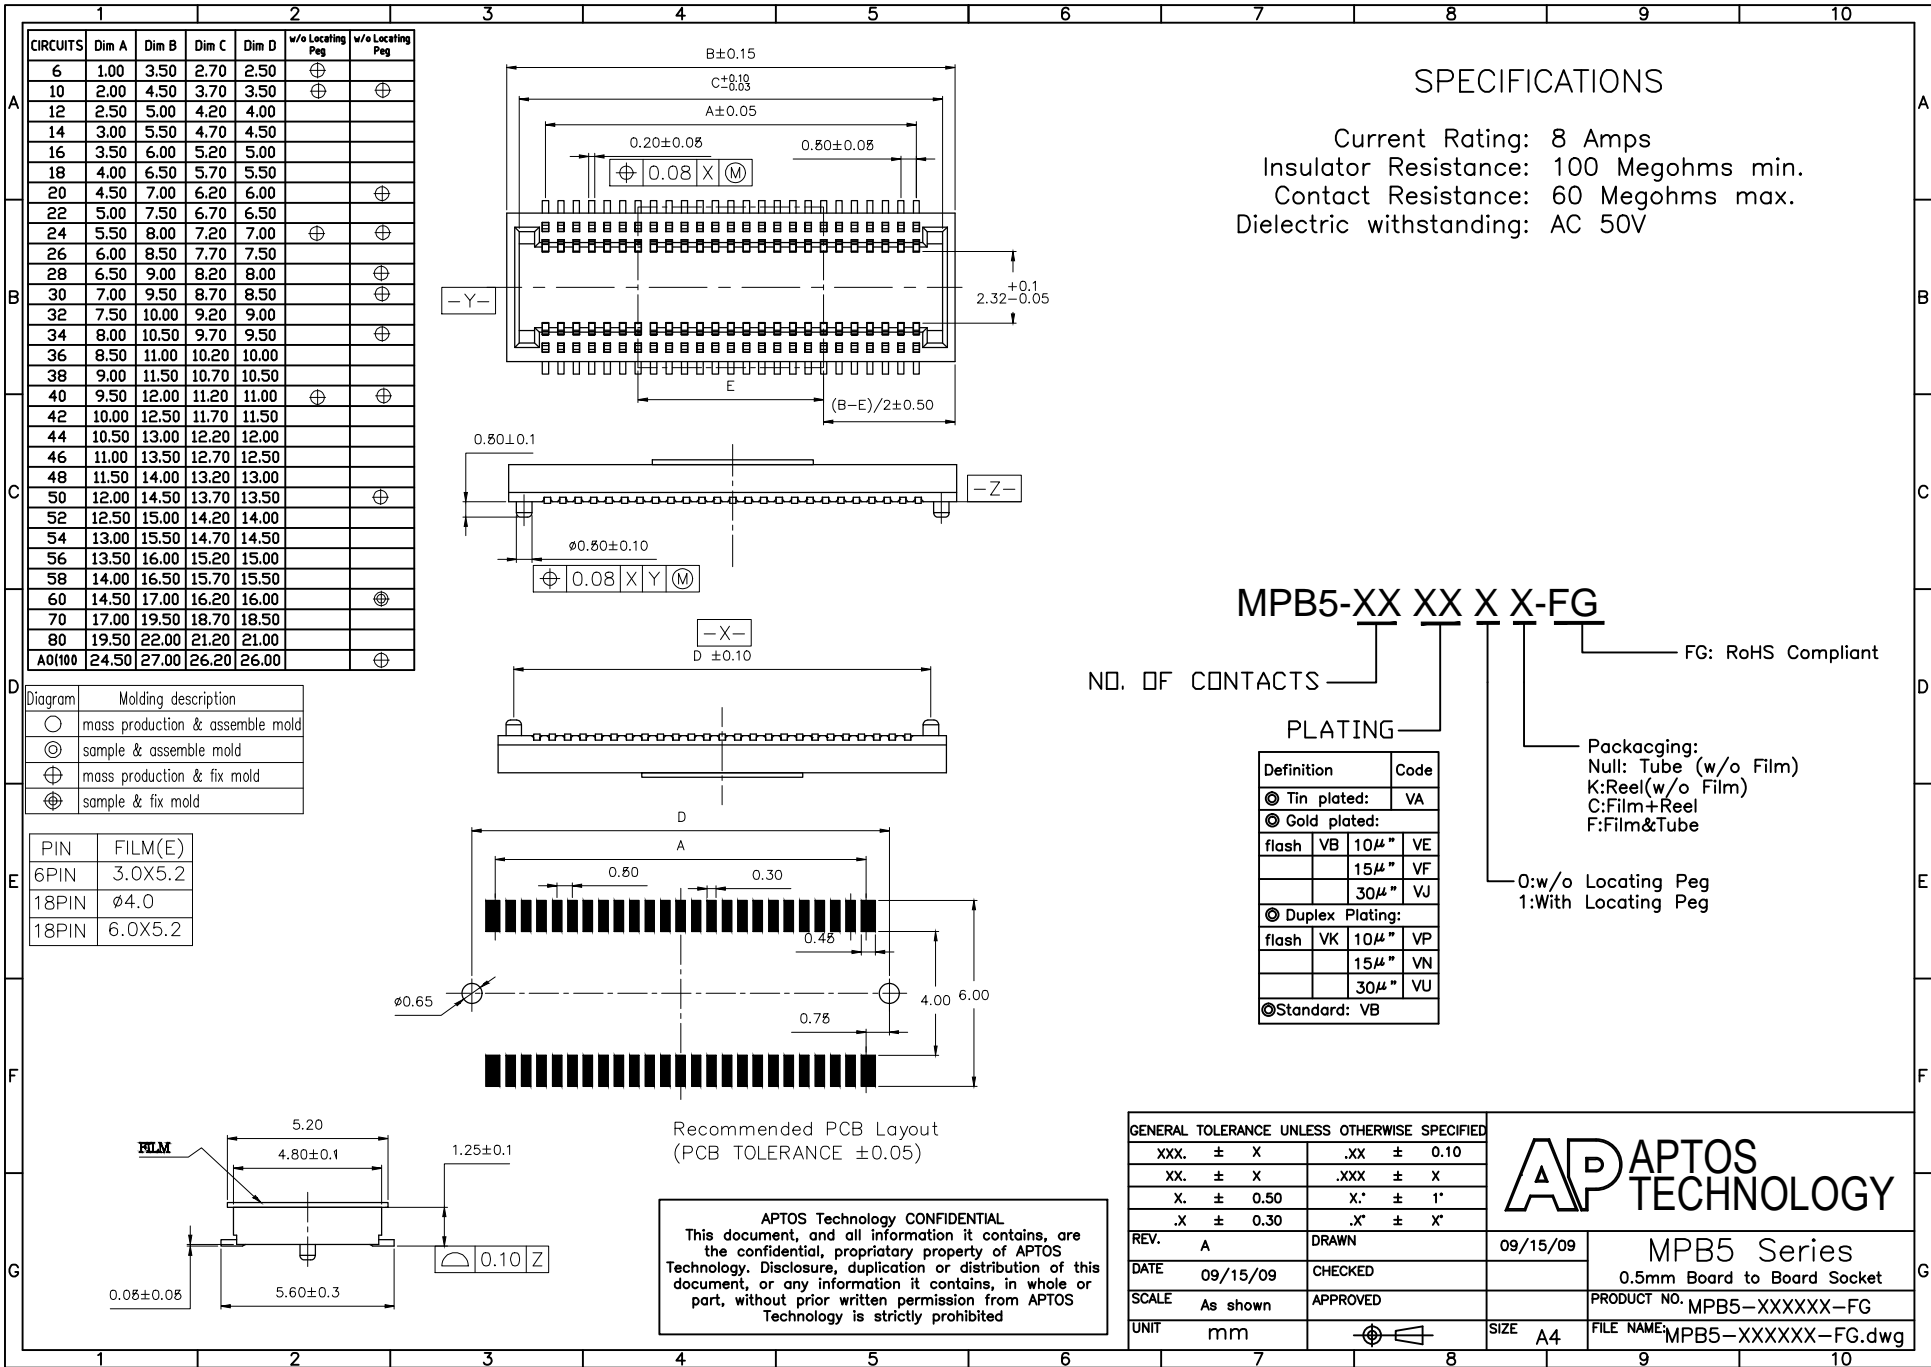 1 2 3 4 5 6 7 8 9 10
A B C D E F G
CIRCUITS Dim A Dim B Dim C Dim D w/o Locating Peg w/o Locating Peg
6 1.00 3.50 2.70 2.50 ⊕
10 2.00 4.50 3.70 3.50 ⊕ ⊕
12 2.50 5.00 4.20 4.00
14 3.00 5.50 4.70 4.50
16 3.50 6.00 5.20 5.00
18 4.00 6.50 5.70 5.50
20 4.50 7.00 6.20 6.00 ⊕
22 5.00 7.50 6.70 6.50
24 5.50 8.00 7.20 7.00 ⊕ ⊕
26 6.00 8.50 7.70 7.50
28 6.50 9.00 8.20 8.00 ⊕
30 7.00 9.50 8.70 8.50 ⊕
32 7.50 10.00 9.20 9.00
34 8.00 10.50 9.70 9.50 ⊕
36 8.50 11.00 10.20 10.00
38 9.00 11.50 10.70 10.50
40 9.50 12.00 11.20 11.00 ⊕ ⊕
42 10.00 12.50 11.70 11.50
44 10.50 13.00 12.20 12.00
46 11.00 13.50 12.70 12.50
48 11.50 14.00 13.20 13.00
50 12.00 14.50 13.70 13.50 ⊕
52 12.50 15.00 14.20 14.00
54 13.00 15.50 14.70 14.50
56 13.50 16.00 15.20 15.00
58 14.00 16.50 15.70 15.50
60 14.50 17.00 16.20 16.00
70 17.00 19.50 18.70 18.50
80 19.50 22.00 21.20 21.00
A0(100 24.50 27.00 26.20 26.00 ⊕
Diagram Molding description
○ mass production & assemble mold
◎ sample & assemble mold
⊕ mass production & fix mold
sample & fix mold
PIN FILM(E)
6PIN 3.0X5.2
18PIN ø4.0
18PIN 6.0X5.2
B±0.15
C+0.10 -0.03
A±0.05
0.20±0.05
0.50±0.05
⌖ 0.08 X Ⓜ
-Y-
2.32+0.1 -0.05
E
(B-E)/2±0.50
0.50±0.1
-Z-
ø0.50±0.10
⌖ 0.08 X Y Ⓜ
-X-
D ±0.10
D
A
0.50
0.30
0.45
ø0.65
4.00
6.00
0.75
Recommended PCB Layout
(PCB TOLERANCE ±0.05)
FILM
5.20
4.80±0.1
1.25±0.1
⌓ 0.10 Z
0.05±0.05
5.60±0.3
SPECIFICATIONS
Current Rating: 8 Amps
Insulator Resistance: 100 Megohms min.
Contact Resistance: 60 Megohms max.
Dielectric withstanding: AC 50V
MPB5-XX XX X X-FG
FG: RoHS Compliant
NO. OF CONTACTS
PLATING
Definition Code
◎ Tin plated: VA
◎ Gold plated:
flash VB 10μ" VE
15μ" VF
30μ" VJ
◎ Duplex Plating:
flash VK 10μ" VP
15μ" VN
30μ" VU
◎Standard: VB
Packacging:
Null: Tube (w/o Film)
K:Reel(w/o Film)
C:Film+Reel
F:Film&Tube
0:w/o Locating Peg
1:With Locating Peg
APTOS Technology CONFIDENTIAL
This document, and all information it contains, are
the confidential, propriatary property of APTOS
Technology. Disclosure, duplication or distribution of this
document, or any information it contains, in whole or
part, without prior written permission from APTOS
Technology is strictly prohibited
GENERAL TOLERANCE UNLESS OTHERWISE SPECIFIED
XXX. ± X .XX ± 0.10
XX. ± X .XXX ± X
X. ± 0.50 X.° ± 1°
.X ± 0.30 .X° ± X°
AP APTOS
TECHNOLOGY
REV. A DRAWN 09/15/09
DATE 09/15/09 CHECKED
SCALE As shown APPROVED
UNIT mm SIZE A4
MPB5 Series
0.5mm Board to Board Socket
PRODUCT NO. MPB5-XXXXXX-FG
FILE NAME: MPB5-XXXXXX-FG.dwg
A B C D E F G
1 2 3 4 5 6 7 8 9 10